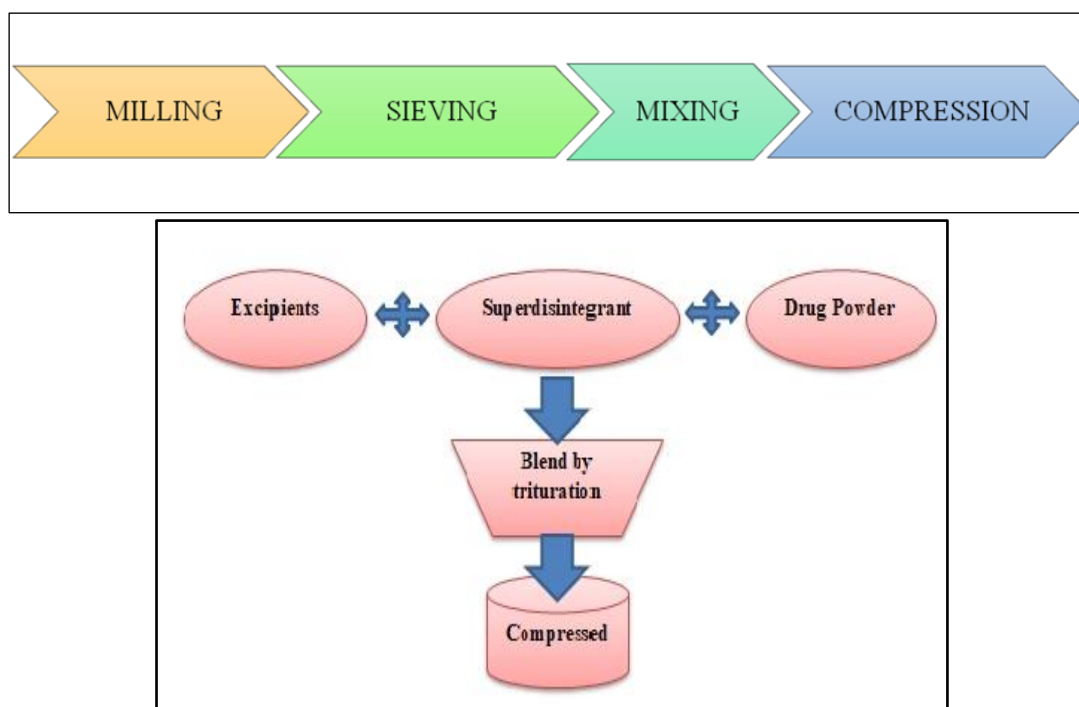 MILLING SIEVING MIXING COMPRESSION
Excipients Superdisintegrant Drug Powder
Blend by
trituration
Compressed